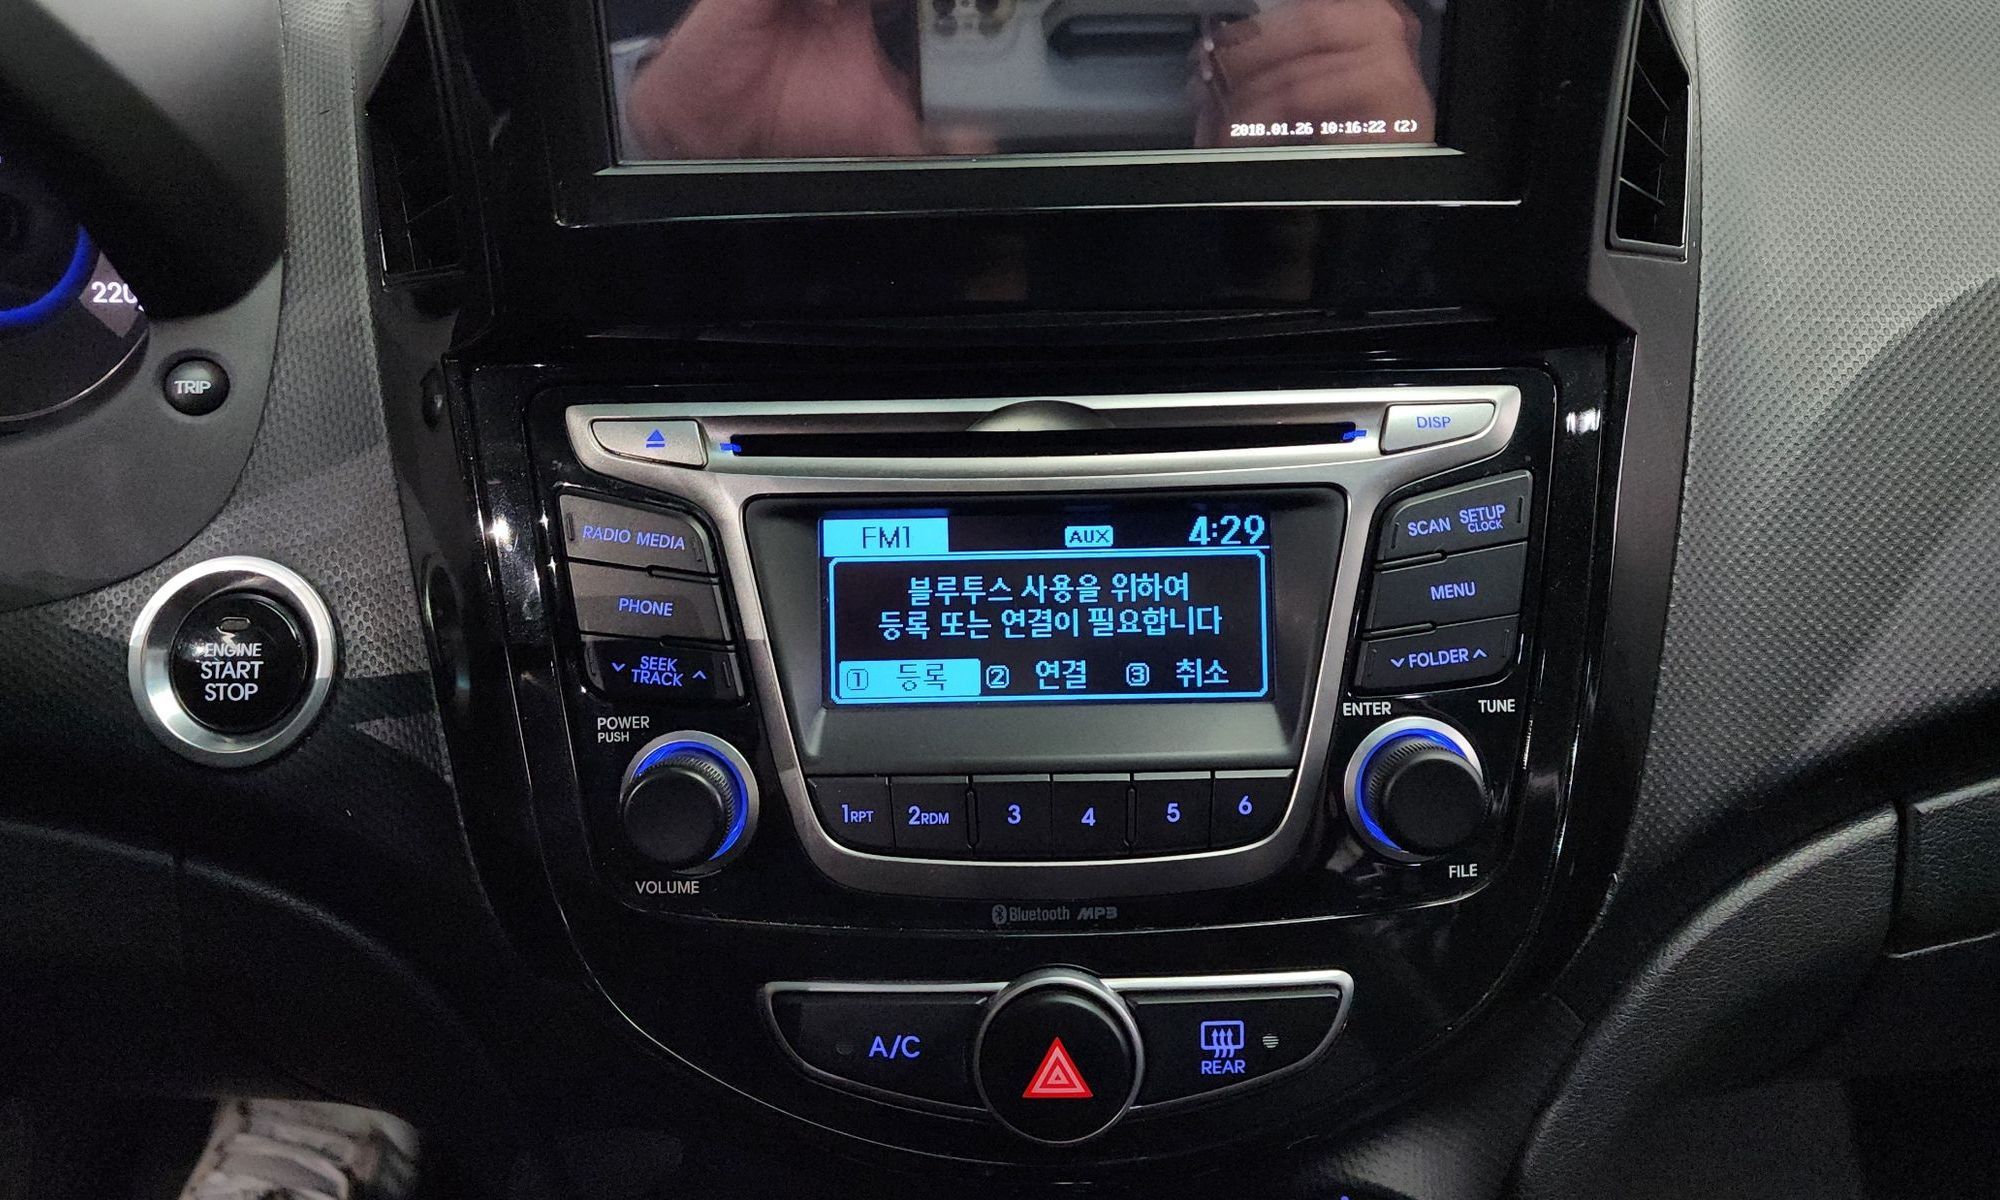 2018.01.26 10:16:22 (2)
220
TRIP
DISP
RADIO MEDIA
SCAN SETUP
CLOCK
FM1 AUX 4:29
블루투스 사용을 위하여
등록 또는 연결이 필요합니다
① 등록 ② 연결 ③ 취소
PHONE
MENU
SEEK
TRACK
FOLDER
ENGINE
START
STOP
POWER
PUSH
ENTER TUNE
1RPT 2RDM 3 4 5 6
VOLUME
FILE
Bluetooth MP3
A/C
REAR